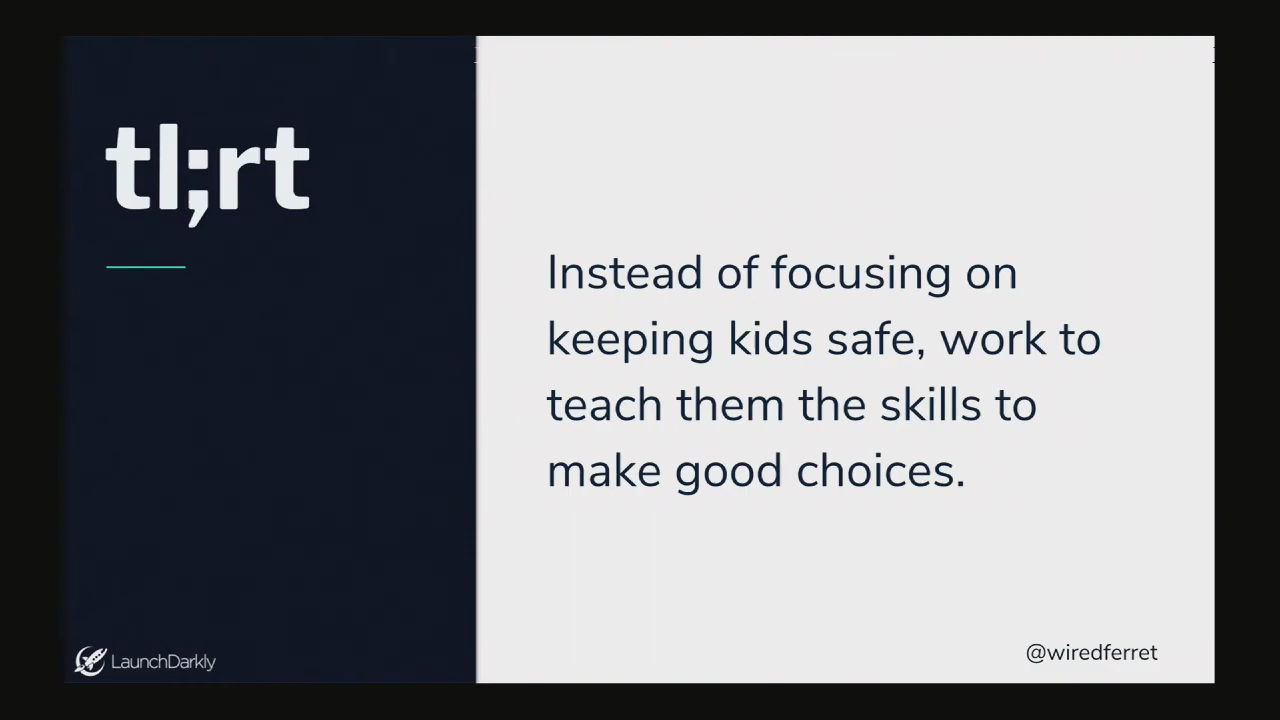 tl;rt
Instead of focusing on
keeping kids safe, work to
teach them the skills to
make good choices.
LaunchDarkly
@wiredferret